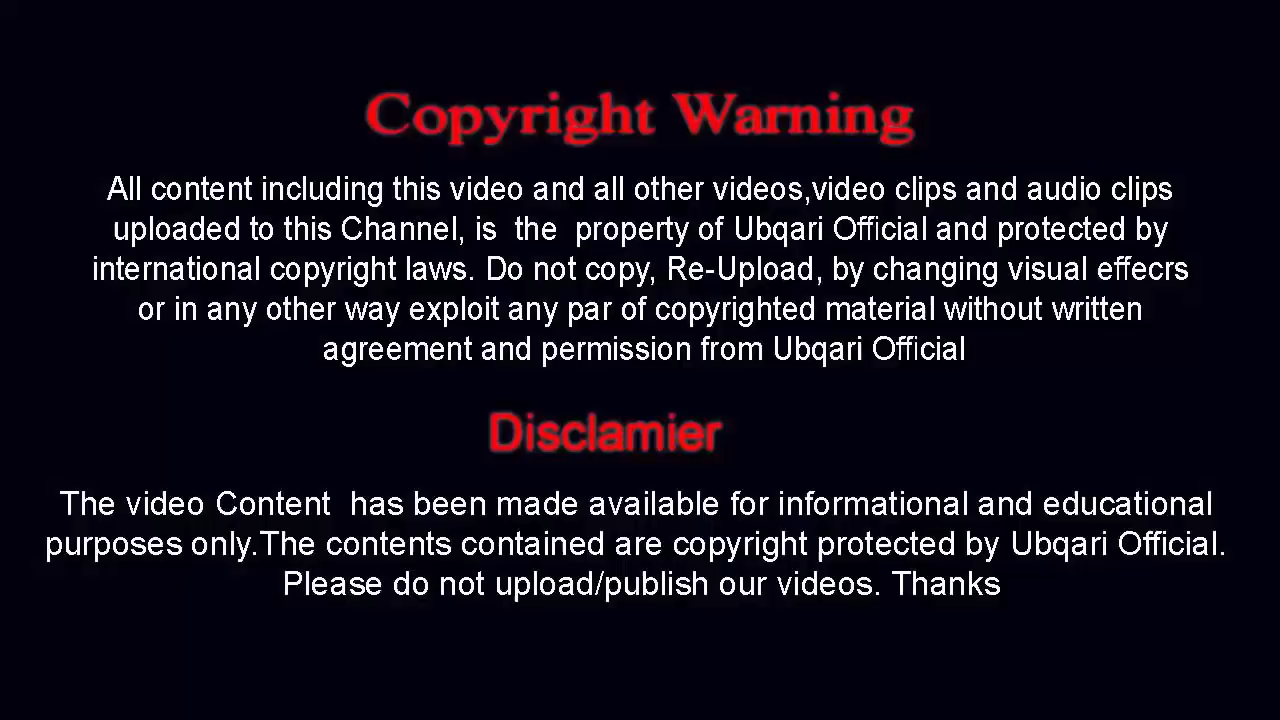 Copyright Warning
All content including this video and all other videos,video clips and audio clips
uploaded to this Channel, is  the  property of Ubqari Official and protected by
international copyright laws. Do not copy, Re-Upload, by changing visual effecrs
or in any other way exploit any par of copyrighted material without written
agreement and permission from Ubqari Official
Disclamier
The video Content  has been made available for informational and educational
purposes only.The contents contained are copyright protected by Ubqari Official.
Please do not upload/publish our videos. Thanks